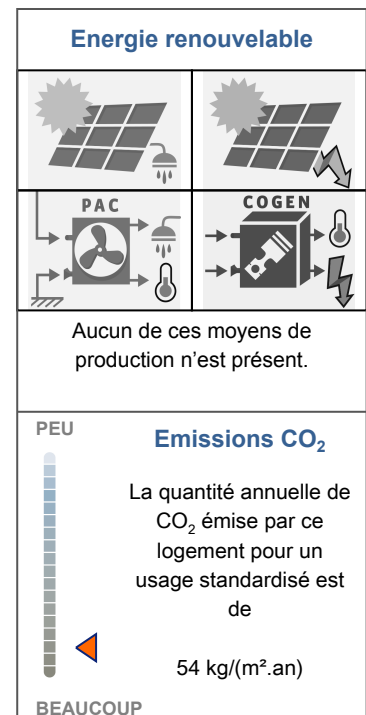 Energie renouvelable
PAC
COGEN
Aucun de ces moyens de
production n'est présent.
PEU
Emissions CO₂
La quantité annuelle de
CO₂ émise par ce
logement pour un
usage standardisé est
de
54 kg/(m².an)
BEAUCOUP